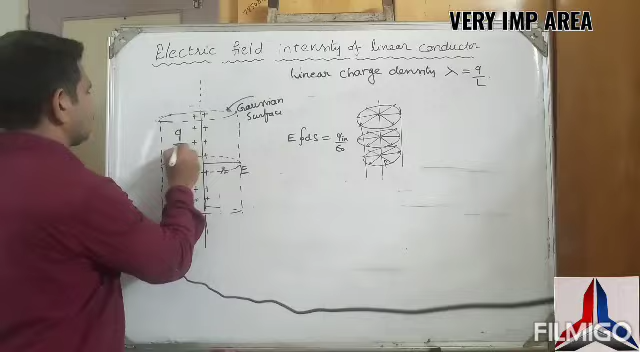 VERY IMP AREA
Electric field intensity of linear conductor
linear charge density λ = q/L
Gaussian
Surface
q
E∮ds = qin/ε0
r E
FILMIGO